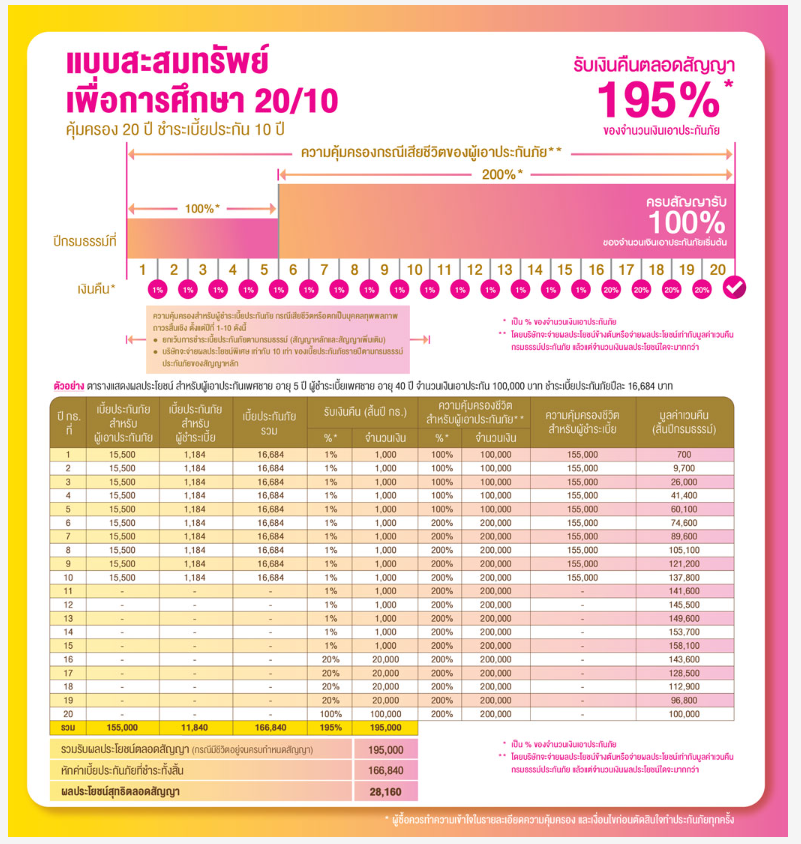 แบบสะสมทรัพย์
เพื่อการศึกษา 20/10
คุ้มครอง 20 ปี ชำระเบี้ยประกัน 10 ปี
รับเงินคืนตลอดสัญญา
195%*
ของจำนวนเงินเอาประกันภัย
ความคุ้มครองกรณีเสียชีวิตของผู้เอาประกันภัย**
200%*
100%*
ครบสัญญารับ
100%
ของจำนวนเงินเอาประกันภัยเริ่มต้น
ปีกรมธรรม์ที่
1 2 3 4 5 6 7 8 9 10 11 12 13 14 15 16 17 18 19 20
เงินคืน* 1% 1% 1% 1% 1% 1% 1% 1% 1% 1% 1% 1% 1% 1% 1% 20% 20% 20% 20%
ความคุ้มครองสำหรับผู้ชำระเบี้ยประกันภัย กรณีเสียชีวิตหรือตกเป็นบุคคลทุพพลภาพ
ถาวรสิ้นเชิง ตั้งแต่ปีที่ 1-10 ดังนี้
• ยกเว้นการชำระเบี้ยประกันภัยตามกรมธรรม์ (สัญญาหลักและสัญญาเพิ่มเติม)
• บริษัทจะจ่ายผลประโยชน์พิเศษ เท่ากับ 10 เท่า ของเบี้ยประกันภัยรายปีตามกรมธรรม์
ประกันภัยของสัญญาหลัก
* เป็น % ของจำนวนเงินเอาประกันภัย
** โดยบริษัทจะจ่ายผลประโยชน์ข้างต้นหรือจ่ายผลประโยชน์เท่ากับมูลค่าเวนคืน
กรมธรรม์ประกันภัย แล้วแต่จำนวนเงินผลประโยชน์ใดจะมากกว่า
ตัวอย่าง ตารางแสดงผลประโยชน์ สำหรับผู้เอาประกันเพศชาย อายุ 5 ปี ผู้ชำระเบี้ยเพศชาย อายุ 40 ปี จำนวนเงินเอาประกัน 100,000 บาท ชำระเบี้ยประกันภัยปีละ 16,684 บาท
ปี กธ.
ที่
เบี้ยประกันภัย
สำหรับ
ผู้เอาประกันภัย
เบี้ยประกันภัย
สำหรับ
ผู้ชำระเบี้ย
เบี้ยประกันภัย
รวม
รับเงินคืน (สิ้นปี กธ.)
%* จำนวนเงิน
ความคุ้มครองชีวิต
สำหรับผู้เอาประกันภัย**
%* จำนวนเงิน
ความคุ้มครองชีวิต
สำหรับผู้ชำระเบี้ย
มูลค่าเวนคืน
(สิ้นปีกรมธรรม์)
1 15,500 1,184 16,684 1% 1,000 100% 100,000 155,000 700
2 15,500 1,184 16,684 1% 1,000 100% 100,000 155,000 9,700
3 15,500 1,184 16,684 1% 1,000 100% 100,000 155,000 26,000
4 15,500 1,184 16,684 1% 1,000 100% 100,000 155,000 41,400
5 15,500 1,184 16,684 1% 1,000 100% 100,000 155,000 60,100
6 15,500 1,184 16,684 1% 1,000 200% 200,000 155,000 74,600
7 15,500 1,184 16,684 1% 1,000 200% 200,000 155,000 89,600
8 15,500 1,184 16,684 1% 1,000 200% 200,000 155,000 105,100
9 15,500 1,184 16,684 1% 1,000 200% 200,000 155,000 121,200
10 15,500 1,184 16,684 1% 1,000 200% 200,000 155,000 137,800
11 - - - 1% 1,000 200% 200,000 - 141,600
12 - - - 1% 1,000 200% 200,000 - 145,500
13 - - - 1% 1,000 200% 200,000 - 149,600
14 - - - 1% 1,000 200% 200,000 - 153,700
15 - - - 1% 1,000 200% 200,000 - 158,100
16 - - - 20% 20,000 200% 200,000 - 143,600
17 - - - 20% 20,000 200% 200,000 - 128,500
18 - - - 20% 20,000 200% 200,000 - 112,900
19 - - - 20% 20,000 200% 200,000 - 96,800
20 - - - 100% 100,000 200% 200,000 - 100,000
รวม 155,000 11,840 166,840 195% 195,000
รวมรับผลประโยชน์ตลอดสัญญา (กรณีมีชีวิตอยู่จนครบกำหนดสัญญา) 195,000
หักค่าเบี้ยประกันภัยที่ชำระทั้งสิ้น 166,840
ผลประโยชน์สุทธิตลอดสัญญา 28,160
* เป็น % ของจำนวนเงินเอาประกันภัย
** โดยบริษัทจะจ่ายผลประโยชน์ข้างต้นหรือจ่ายผลประโยชน์เท่ากับมูลค่าเวนคืน
กรมธรรม์ประกันภัย แล้วแต่จำนวนเงินผลประโยชน์ใดจะมากกว่า
* ผู้ซื้อควรทำความเข้าใจในรายละเอียดความคุ้มครอง และเงื่อนไขก่อนตัดสินใจทำประกันภัยทุกครั้ง